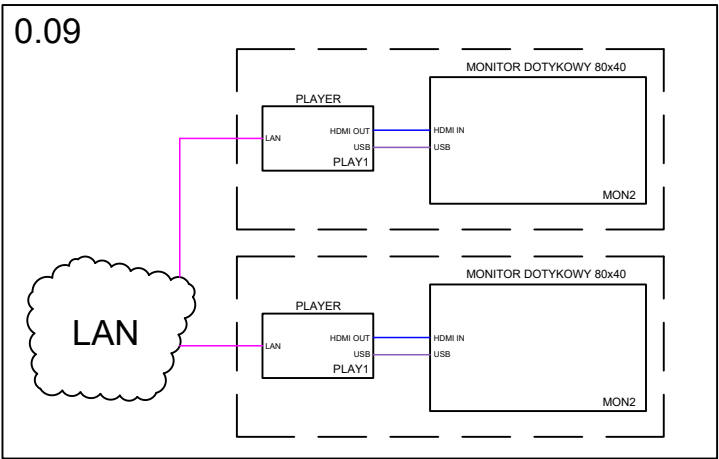 0.09
MONITOR DOTYKOWY 80x40
PLAYER
LAN
HDMI OUT
HDMI IN
USB
USB
PLAY1
MON2
MONITOR DOTYKOWY 80x40
PLAYER
LAN
LAN
HDMI OUT
HDMI IN
USB
USB
PLAY1
MON2